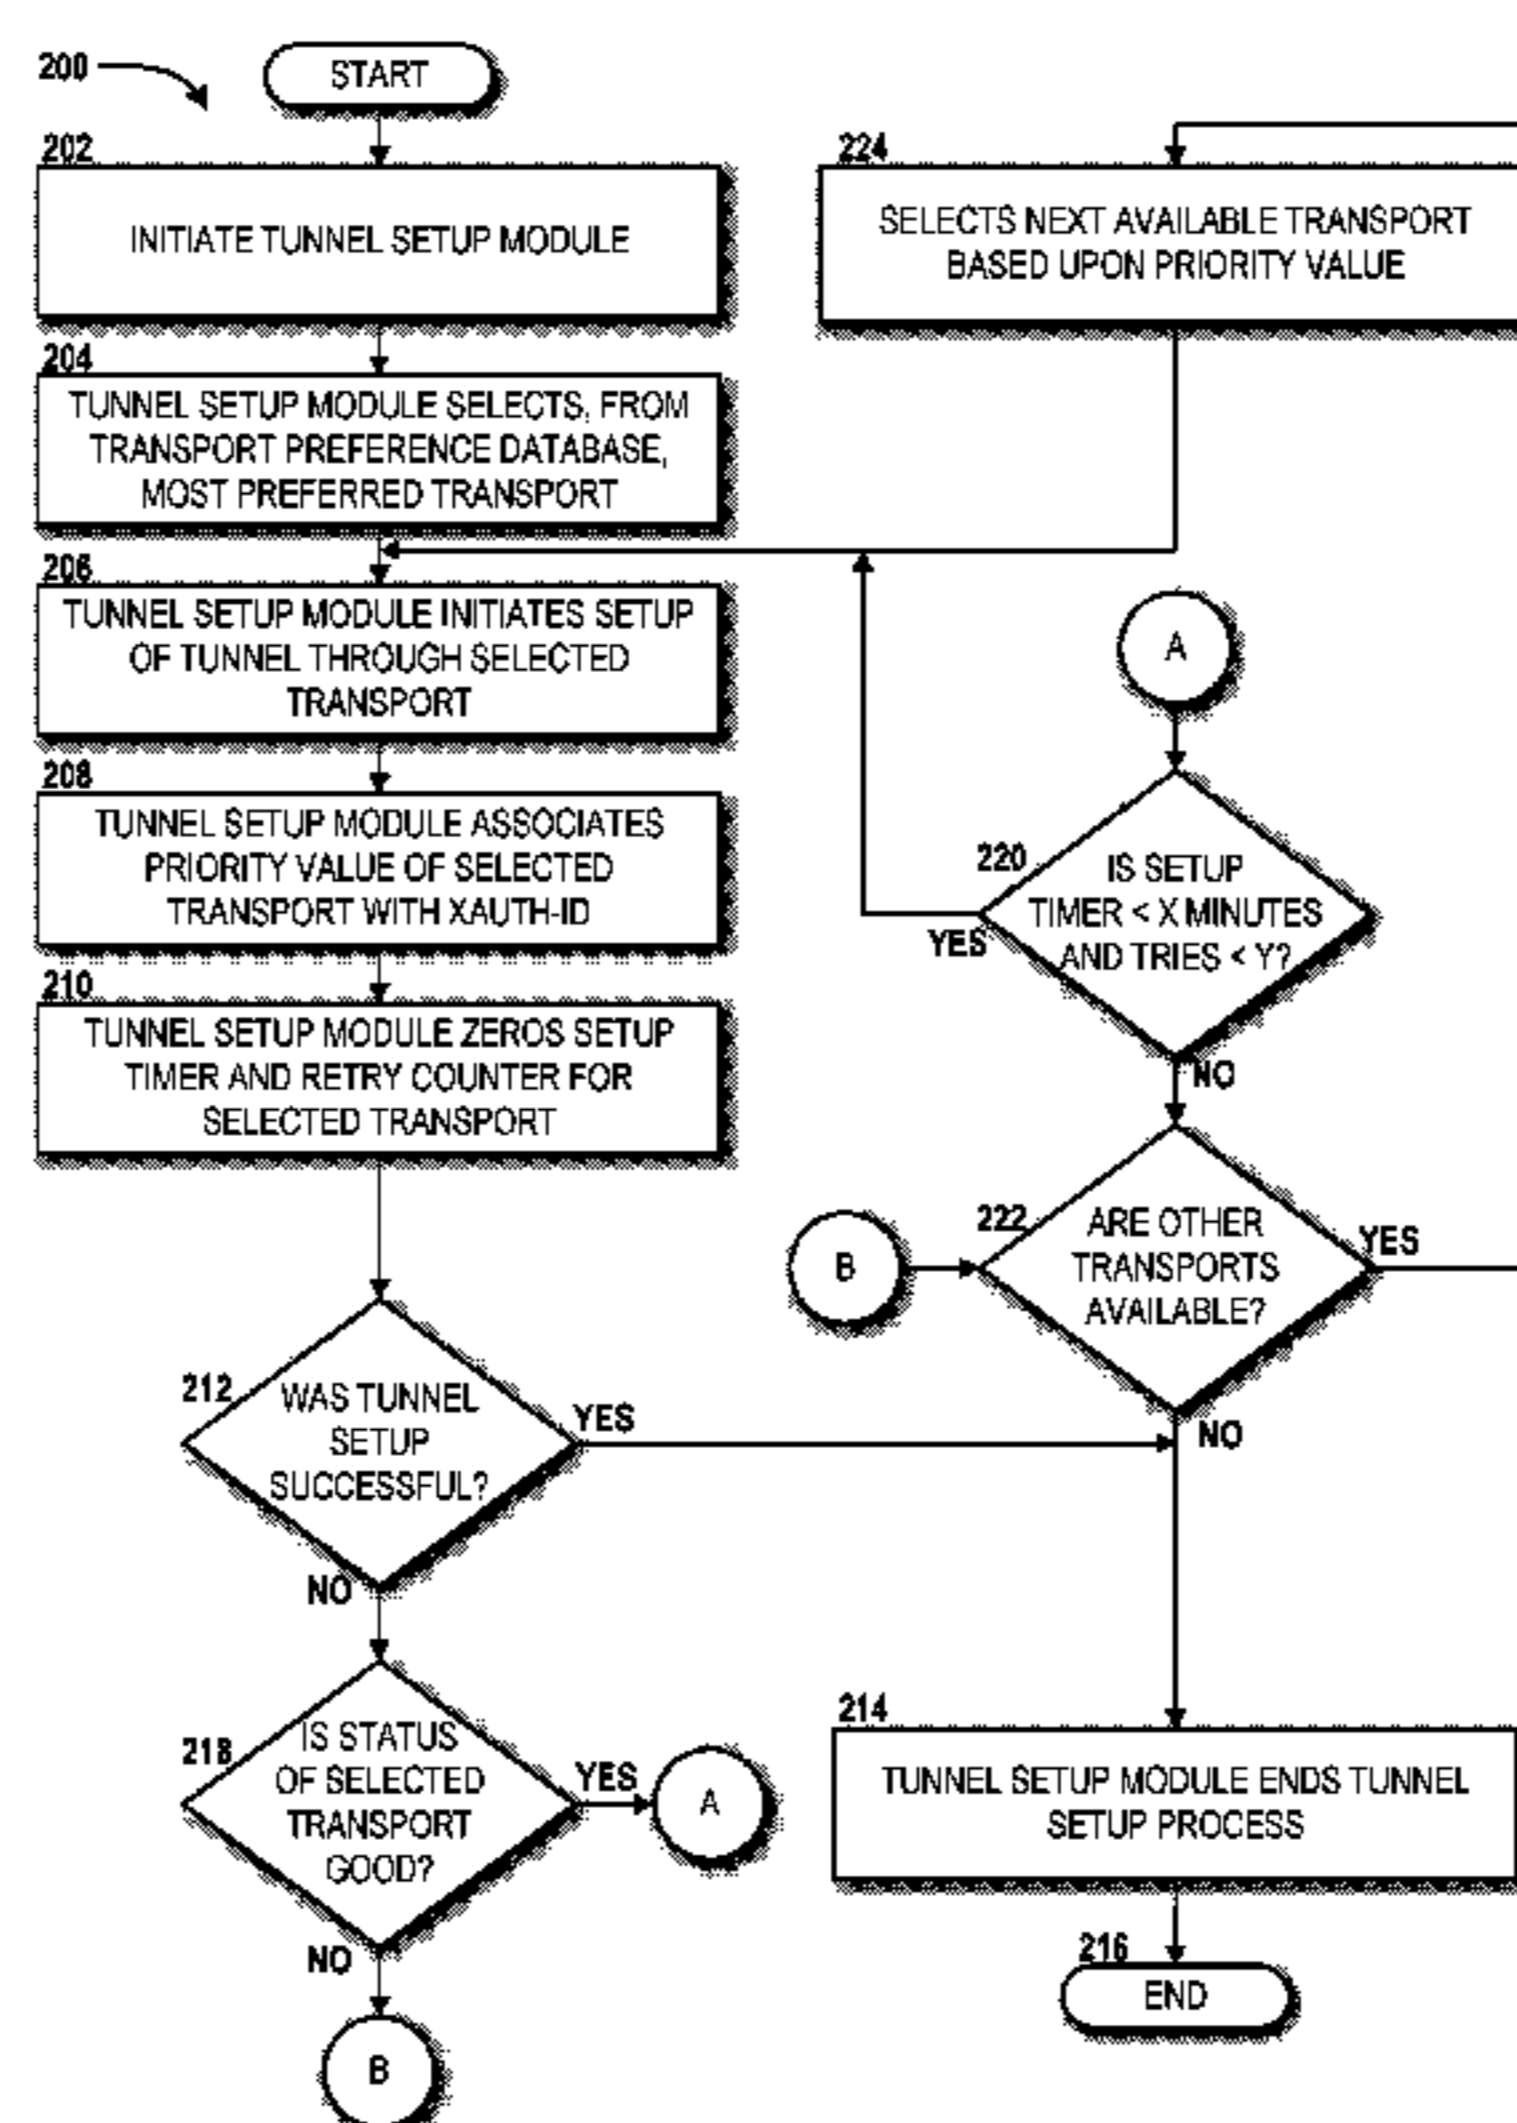 200
START
202
INITIATE TUNNEL SETUP MODULE
204
TUNNEL SETUP MODULE SELECTS, FROM
TRANSPORT PREFERENCE DATABASE,
MOST PREFERRED TRANSPORT
206
TUNNEL SETUP MODULE INITIATES SETUP
OF TUNNEL THROUGH SELECTED
TRANSPORT
208
TUNNEL SETUP MODULE ASSOCIATES
PRIORITY VALUE OF SELECTED
TRANSPORT WITH XAUTH-ID
210
TUNNEL SETUP MODULE ZEROS SETUP
TIMER AND RETRY COUNTER FOR
SELECTED TRANSPORT
212
WAS TUNNEL
SETUP
SUCCESSFUL?
YES
NO
218
IS STATUS
OF SELECTED
TRANSPORT
GOOD?
YES
A
NO
B
224
SELECTS NEXT AVAILABLE TRANSPORT
BASED UPON PRIORITY VALUE
A
220
IS SETUP
TIMER < X MINUTES
AND TRIES < Y?
YES
NO
B
222
ARE OTHER
TRANSPORTS
AVAILABLE?
YES
NO
214
TUNNEL SETUP MODULE ENDS TUNNEL
SETUP PROCESS
216
END